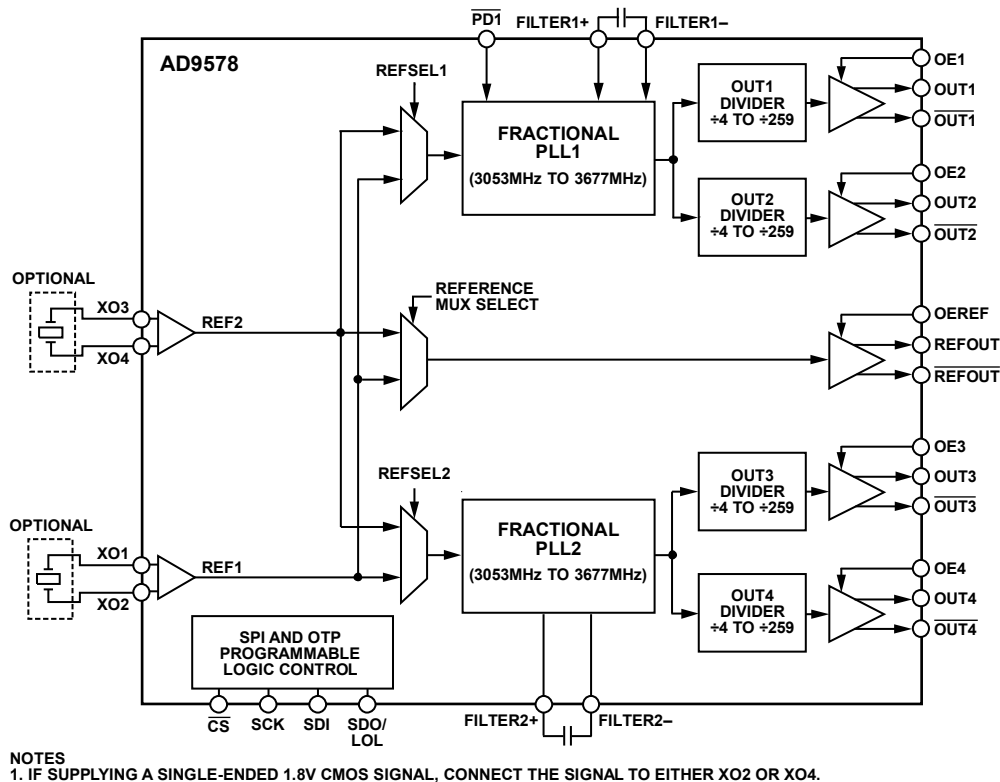 PD1
FILTER1+
FILTER1–
AD9578
REFSEL1
OE1
OUT1
OUT1
OUT1
DIVIDER
÷4 TO ÷259
FRACTIONAL
PLL1
(3053MHz TO 3677MHz)
OE2
OUT2
OUT2
OUT2
DIVIDER
÷4 TO ÷259
OPTIONAL
XO3
XO4
REF2
REFERENCE
MUX SELECT
OEREF
REFOUT
REFOUT
REFSEL2
OE3
OUT3
OUT3
OUT3
DIVIDER
÷4 TO ÷259
OPTIONAL
XO1
XO2
REF1
FRACTIONAL
PLL2
(3053MHz TO 3677MHz)
OE4
OUT4
OUT4
OUT4
DIVIDER
÷4 TO ÷259
SPI AND OTP
PROGRAMMABLE
LOGIC CONTROL
CS
SCK
SDI
SDO/
LOL
FILTER2+
FILTER2–
NOTES
1. IF SUPPLYING A SINGLE-ENDED 1.8V CMOS SIGNAL, CONNECT THE SIGNAL TO EITHER XO2 OR XO4.